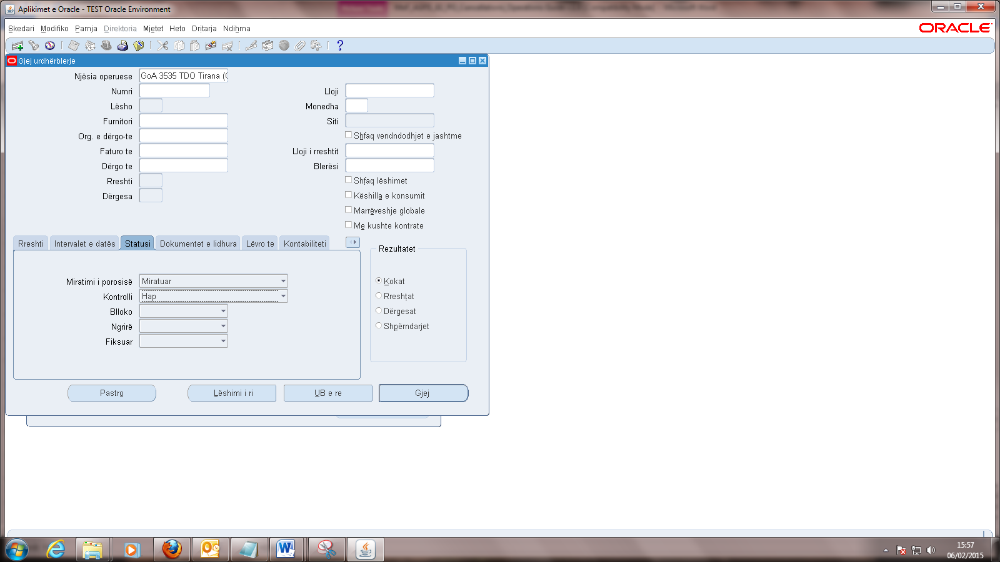 Aplikimet e Oracle - TEST Oracle Environment
Skedari Modifiko Pamja Direktoria Mjetet Heto Dritarja Ndihma
ORACLE
Gjej urdhërblerje
Njësia operuese GoA 3535 TDO Tirana (
Numri
Lloji
Lësho
Monedha
Furnitori
Siti
Org. e dërgo-te
Shfaq vendndodhjet e jashtme
Faturo te
Lloji i rreshtit
Dërgo te
Blerësi
Rreshti
Shfaq lëshimet
Dërgesa
Këshilla e konsumit
Marrëveshje globale
Me kushte kontrate
Rreshti Intervalet e datës Statusi Dokumentet e lidhura Lëvro te Kontabiliteti
Rezultatet
Miratimi i porosisë Miratuar
Kokat
Kontrolli Hap
Rreshtat
Blloko
Dërgesat
Ngrirë
Shpërndarjet
Fiksuar
Pastro Lëshimi i ri UB e re Gjej
15:57
06/02/2015